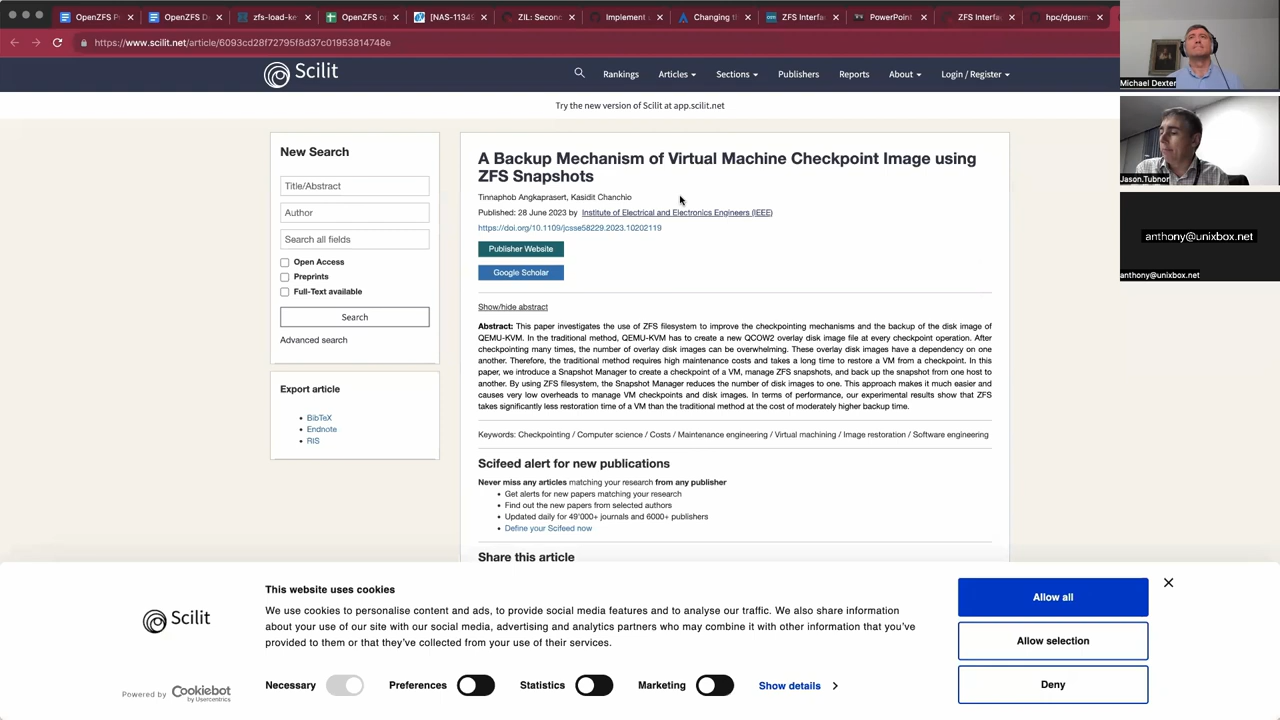 OpenZFS P
OpenZFS D
zfs-load-ke
OpenZFS o
[NAS-11345
ZIL: Secon
Implement
Changing th
ZFS Interfa
PowerPoint
ZFS Interfa
hpc/dpusm
https://www.scilit.net/article/6093cd28f72795f8d37c01953814748e
Scilit
Rankings
Articles
Sections
Publishers
Reports
About
Login / Register
Michael Dexter
Try the new version of Scilit at app.scilit.net
New Search
Title/Abstract
Author
Search all fields
Open Access
Preprints
Full-Text available
Search
Advanced search
Export article
BibTeX
Endnote
RIS
A Backup Mechanism of Virtual Machine Checkpoint Image using
ZFS Snapshots
Tinnaphob Angkaprasert, Kasidit Chanchio
Published: 28 June 2023 by Institute of Electrical and Electronics Engineers (IEEE)
https://doi.org/10.1109/jcsse58229.2023.10202119
Publisher Website
Google Scholar
Show/hide abstract
Abstract: This paper investigates the use of ZFS filesystem to improve the checkpointing mechanisms and the backup of the disk image of
QEMU-KVM. In the traditional method, QEMU-KVM has to create a new QCOW2 overlay disk image file at every checkpoint operation. After
checkpointing many times, the number of overlay disk images can be overwhelming. These overlay disk images have a dependency on one
another. Therefore, the traditional method requires high maintenance costs and takes a long time to restore a VM from a checkpoint. In this
paper, we introduce a Snapshot Manager to create a checkpoint of a VM, manage ZFS snapshots, and back up the snapshot from one host to
another. By using ZFS filesystem, the Snapshot Manager reduces the number of disk images to one. This approach makes it much easier and
causes very low overheads to manage VM checkpoints and disk images. In terms of performance, our experimental results show that ZFS
takes significantly less restoration time of a VM than the traditional method at the cost of moderately higher backup time.
Keywords: Checkpointing / Computer science / Costs / Maintenance engineering / Virtual machining / Image restoration / Software engineering
Scifeed alert for new publications
Never miss any articles matching your research from any publisher
Get alerts for new papers matching your research
Find out the new papers from selected authors
Updated daily for 49'000+ journals and 6000+ publishers
Define your Scifeed now
Share this article
Jason.Tubnor
anthony@unixbox.net
anthony@unixbox.net
Scilit
Powered by Cookiebot
by Usercentrics
This website uses cookies
We use cookies to personalise content and ads, to provide social media features and to analyse our traffic. We also share information
about your use of our site with our social media, advertising and analytics partners who may combine it with other information that you've
provided to them or that they've collected from your use of their services.
Necessary
Preferences
Statistics
Marketing
Show details
Allow all
Allow selection
Deny